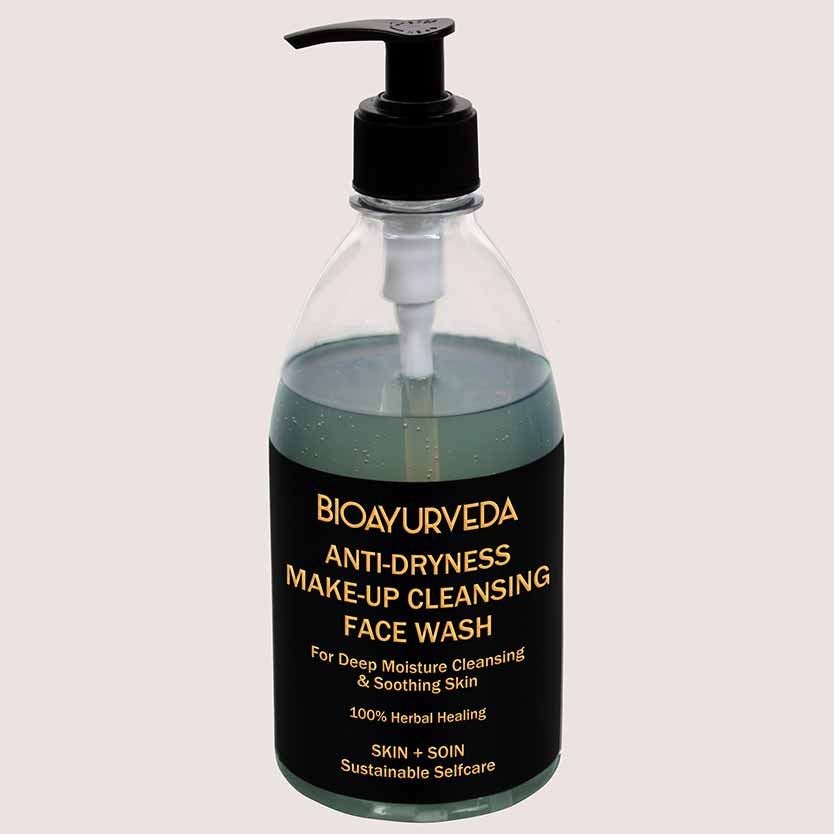 BIOAYURVEDA
ANTI-DRYNESS
MAKE-UP CLEANSING
FACE WASH
For Deep Moisture Cleansing
& Soothing Skin
100% Herbal Healing
SKIN + SOIN
Sustainable Selfcare